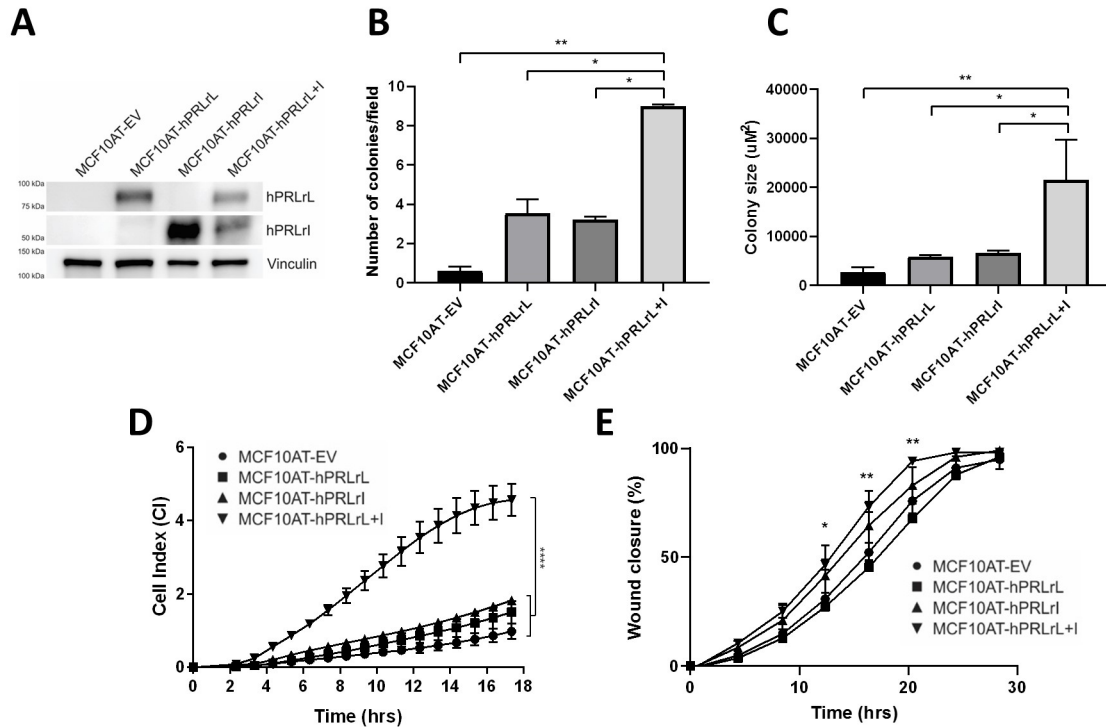 A
MCF10AT-EV
MCF10AT-hPRLrL
MCF10AT-hPRLrI
MCF10AT-hPRLrL+I
100 kDa
75 kDa
hPRLrL
50 kDa
hPRLrI
150 kDa
100 kDa
Vinculin
B
**
*
*
Number of colonies/field
10
8
6
4
2
0
MCF10AT-EV
MCF10AT-hPRLrL
MCF10AT-hPRLrI
MCF10AT-hPRLrL+I
C
**
*
*
Colony size (uM²)
40000
30000
20000
10000
0
MCF10AT-EV
MCF10AT-hPRLrL
MCF10AT-hPRLrI
MCF10AT-hPRLrL+I
D
Cell Index (CI)
6
4
2
0
MCF10AT-EV
MCF10AT-hPRLrL
MCF10AT-hPRLrI
MCF10AT-hPRLrL+I
****
0 2 4 6 8 10 12 14 16 18
Time (hrs)
E
Wound closure (%)
100
50
0
*
**
**
MCF10AT-EV
MCF10AT-hPRLrL
MCF10AT-hPRLrI
MCF10AT-hPRLrL+I
0 10 20 30
Time (hrs)